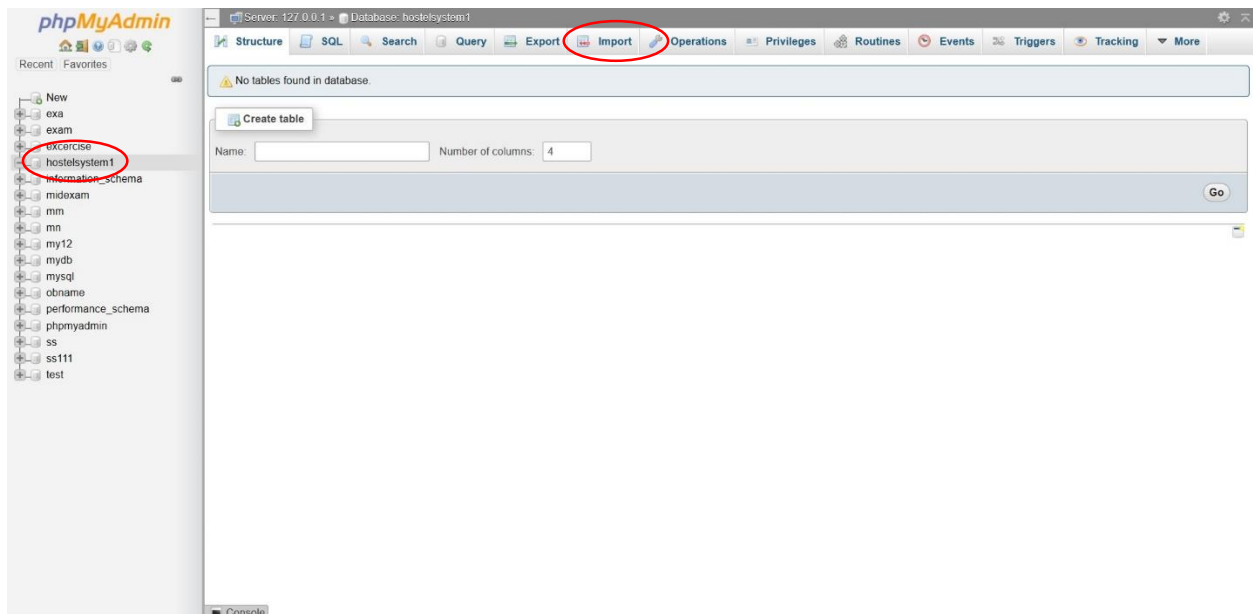 phpMyAdmin
Recent Favorites
New
exa
exam
excercise
hostelsystem1
information_schema
midexam
mm
mn
my12
mydb
mysql
obname
performance_schema
phpmyadmin
ss
ss111
test
Server: 127.0.0.1 » Database: hostelsystem1
Structure SQL Search Query Export Import Operations Privileges Routines Events Triggers Tracking More
No tables found in database.
Create table
Name: Number of columns: 4
Go
Console